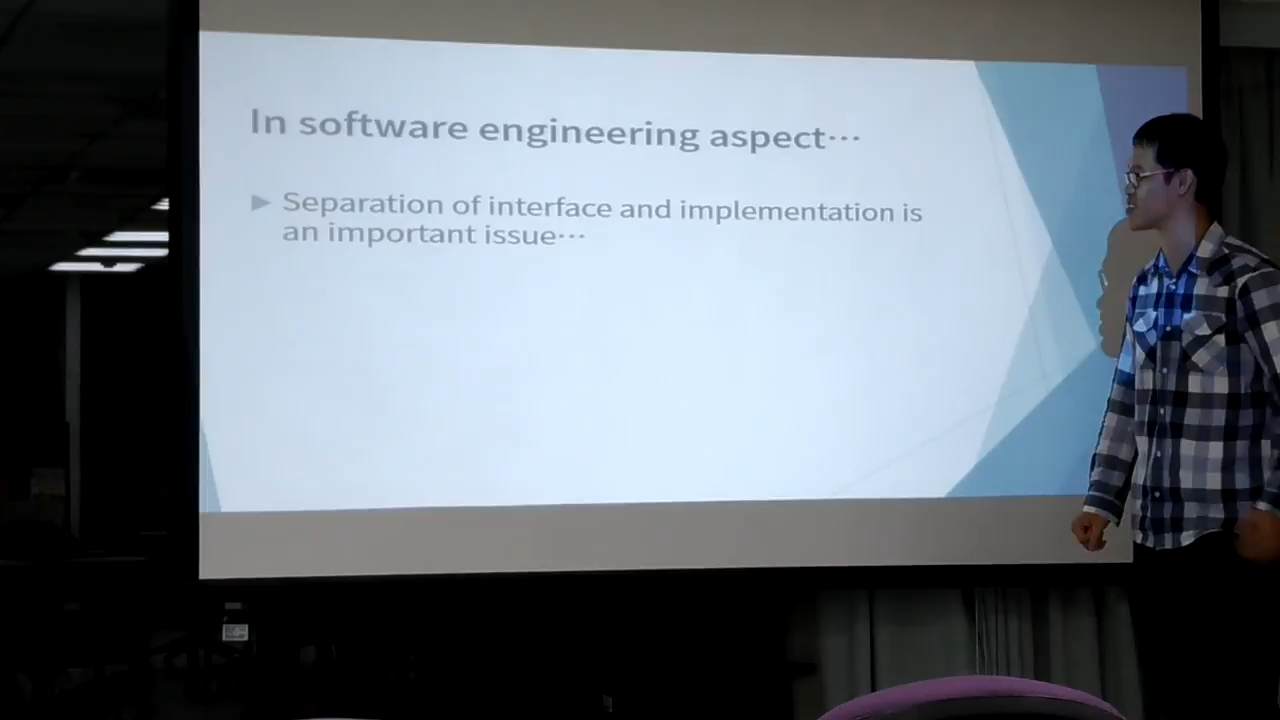 In software engineering aspect⋯
Separation of interface and implementation is
an important issue⋯